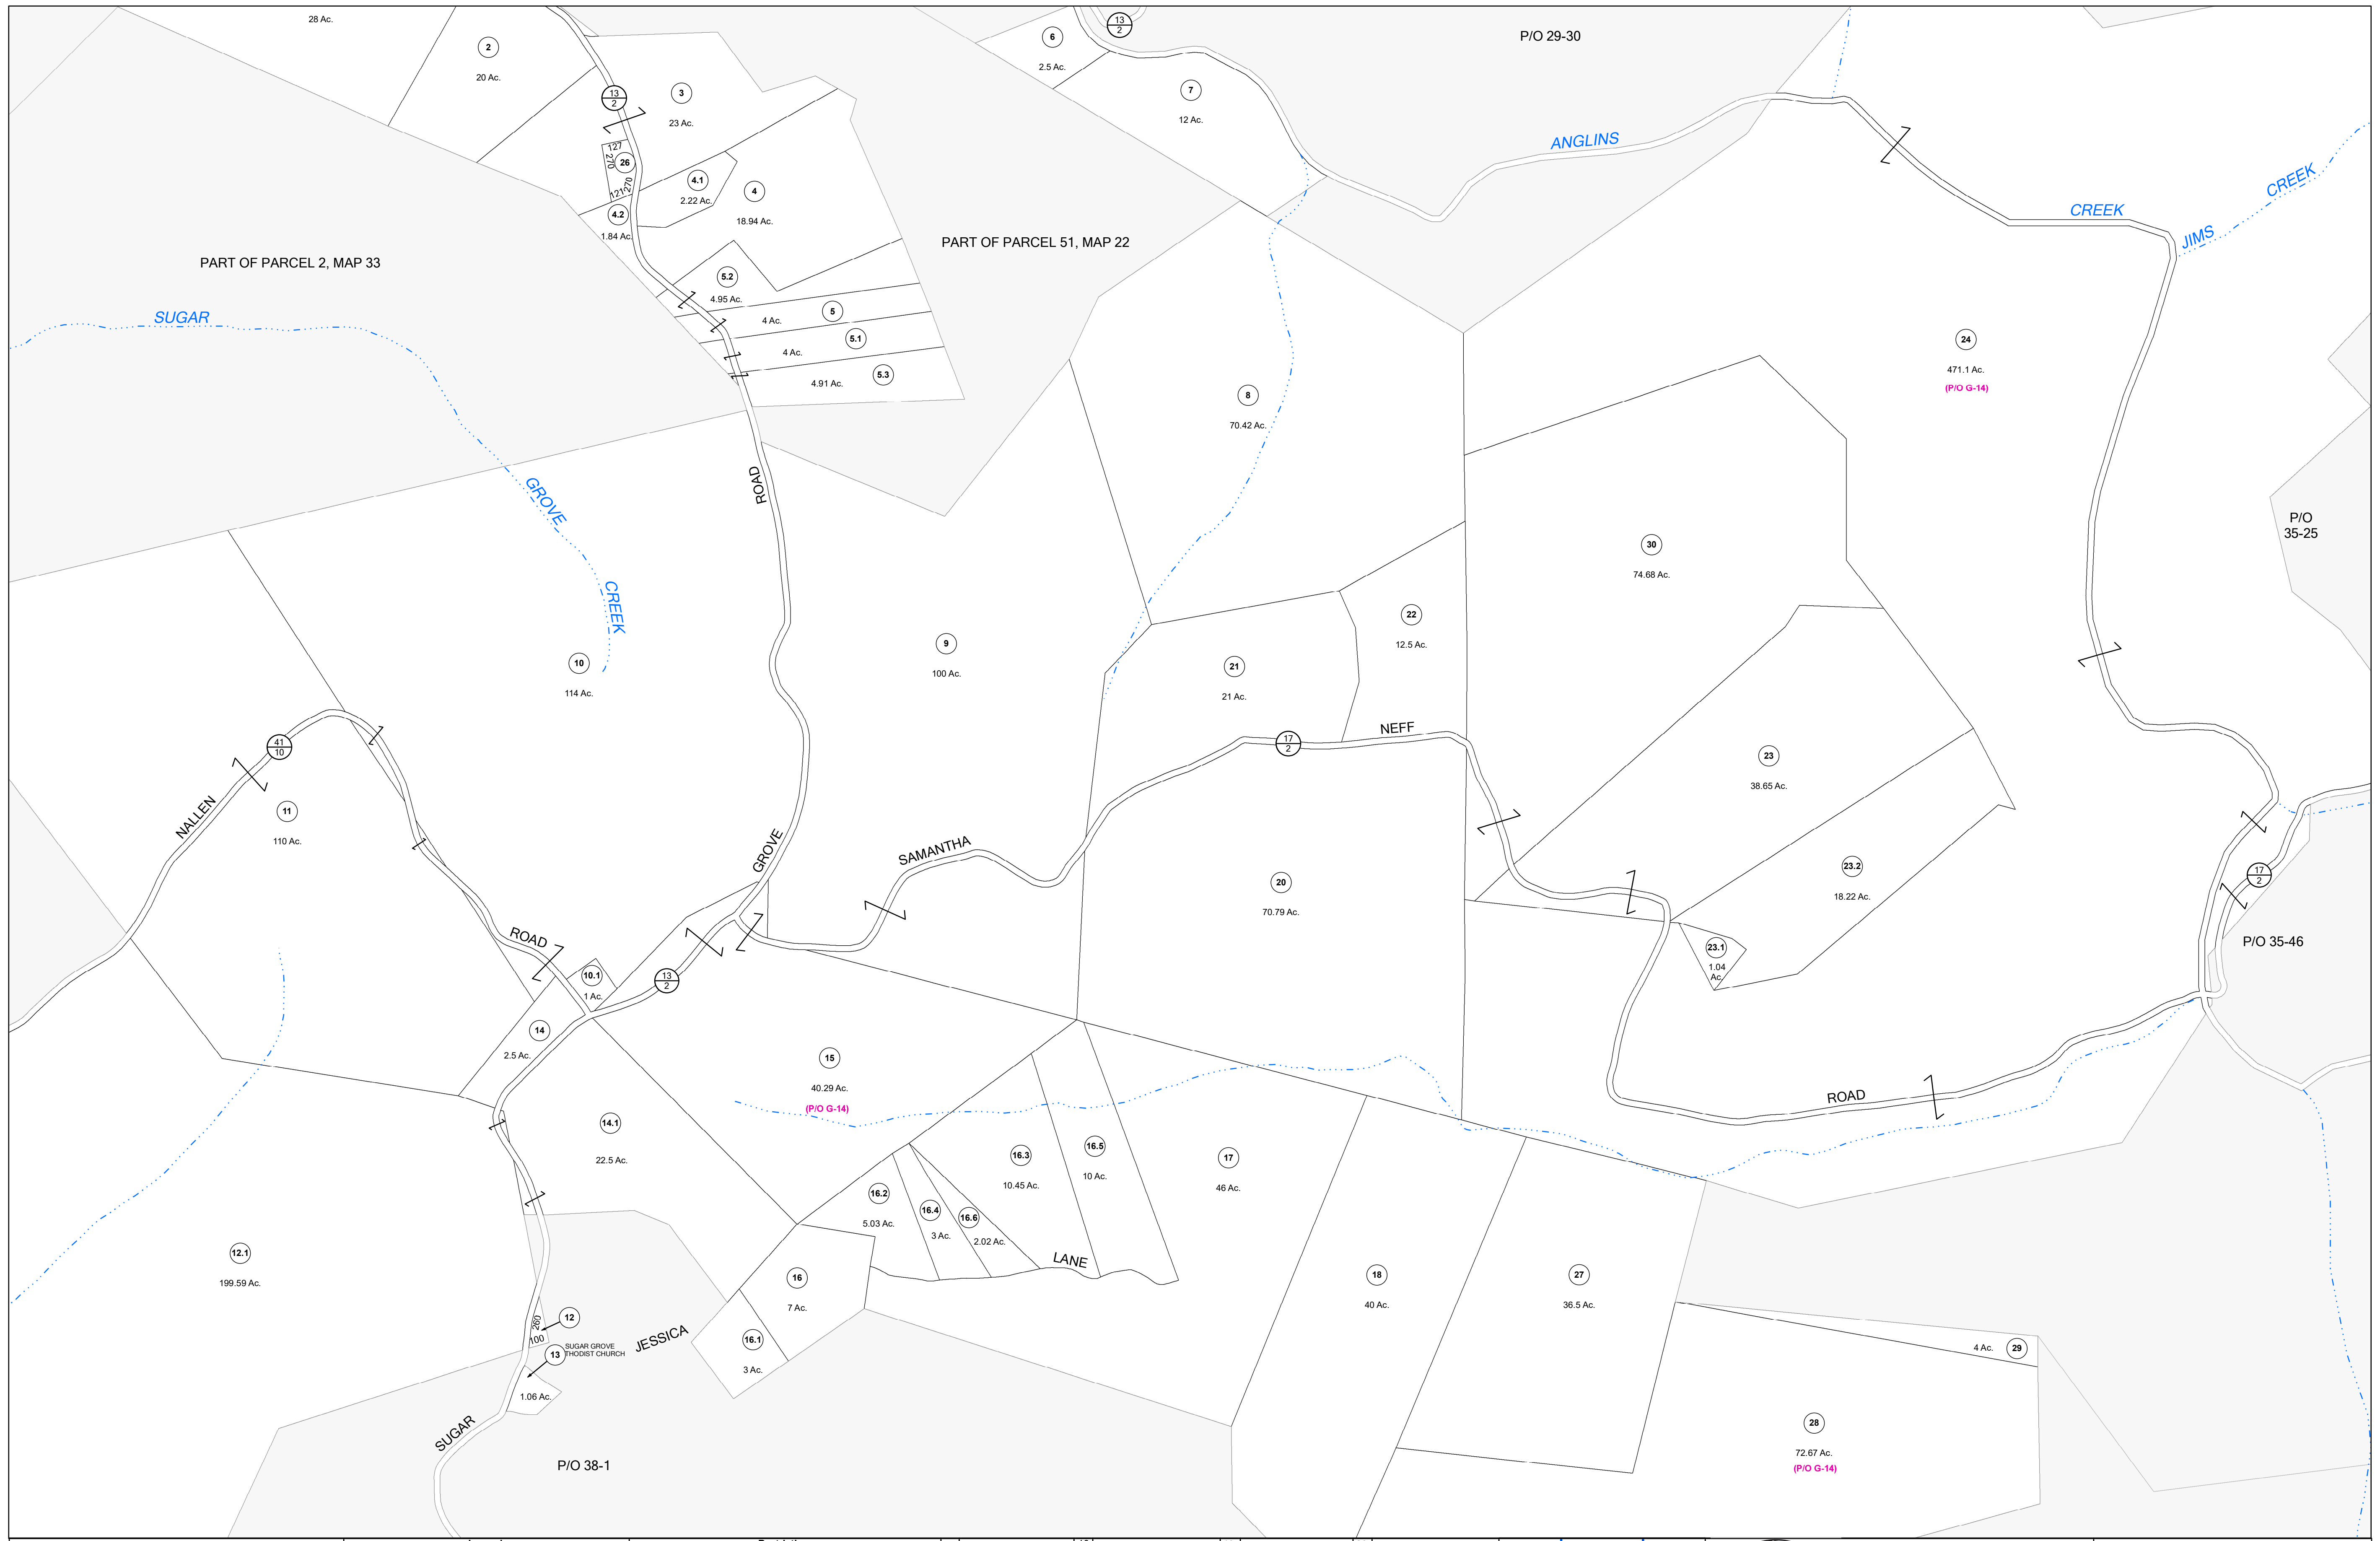 28 Ac.
2
20 Ac.
13
2
3
23 Ac.
6
2.5 Ac.
13
2
7
12 Ac.
P/O 29-30
ANGLINS
CREEK
JIMS
CREEK
127
270
26
270
121
4.1
2.22 Ac.
4
18.94 Ac.
4.2
1.84 Ac.
PART OF PARCEL 51, MAP 22
PART OF PARCEL 2, MAP 33
5.2
4.95 Ac.
5
4 Ac.
5.1
4 Ac.
5.3
4.91 Ac.
SUGAR
GROVE
CREEK
24
471.1 Ac.
(P/O G-14)
8
70.42 Ac.
ROAD
P/O
35-25
30
74.68 Ac.
22
12.5 Ac.
9
100 Ac.
10
114 Ac.
21
21 Ac.
NEFF
17
2
41
10
NALLEN
11
110 Ac.
23
38.65 Ac.
GROVE
SAMANTHA
20
70.79 Ac.
23.2
18.22 Ac.
17
2
P/O 35-46
23.1
1.04
Ac.
ROAD
10.1
1 Ac.
13
2
14
2.5 Ac.
15
40.29 Ac.
(P/O G-14)
ROAD
14.1
22.5 Ac.
16.5
10 Ac.
16.3
10.45 Ac.
17
46 Ac.
16.2
5.03 Ac.
16.4
3 Ac.
16.6
2.02 Ac.
LANE
12.1
199.59 Ac.
16
7 Ac.
18
40 Ac.
27
36.5 Ac.
260
12
100
13
SUGAR GROVE
THODIST CHURCH
JESSICA
16.1
3 Ac.
4 Ac.
29
1.06 Ac.
SUGAR
28
72.67 Ac.
(P/O G-14)
P/O 38-1